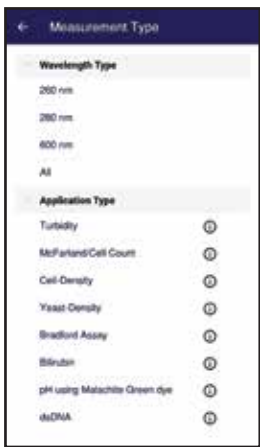 Measurement Type
Wavelength Type
260 nm
280 nm
600 nm
All
Application Type
Turbidity
McFarland/Cell Count
Cell-Density
Yeast-Density
Bradford Assay
Bilirubin
pH using Malachite Green dye
dsDNA